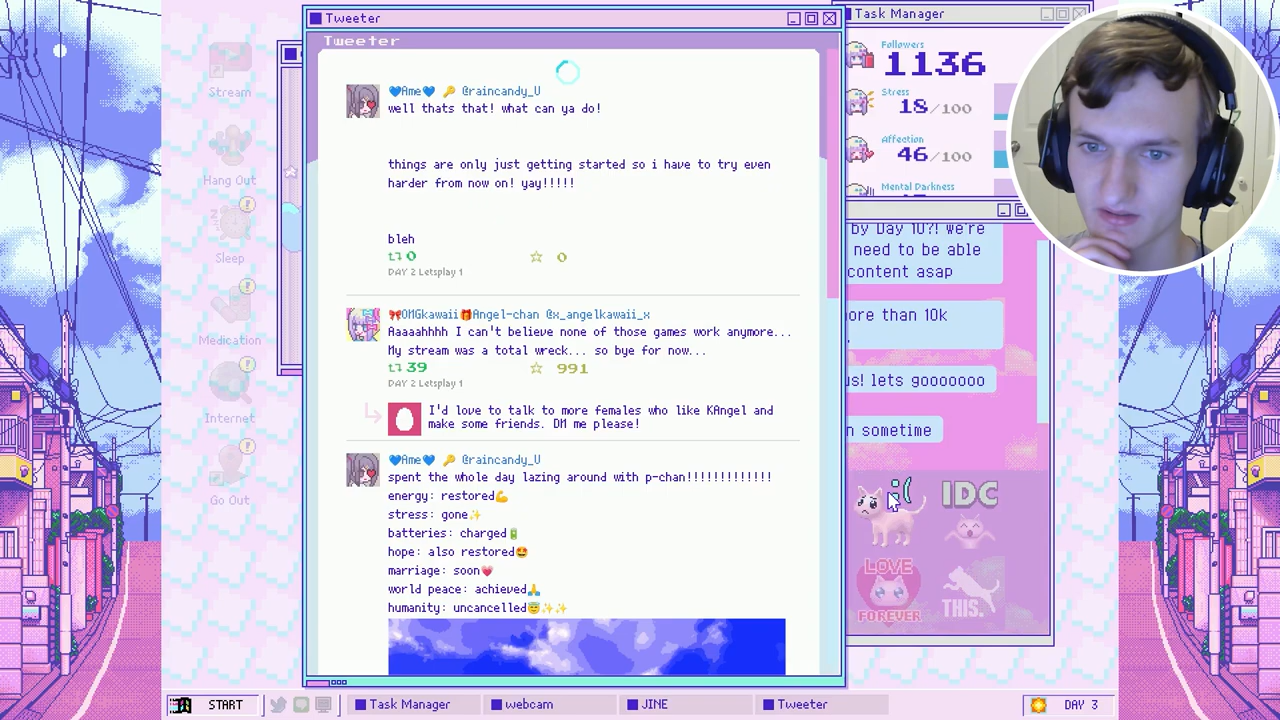 Tweeter
Tweeter
💙Ame💙 🔑 @raincandy_U
well thats that! what can ya do!
things are only just getting started so i have to try even
harder from now on! yay!!!!!
bleh
0 ☆ 0
DAY 2 Letsplay 1
🎀OMGkawaii🎁Angel-chan @x_angelkawaii_x
Aaaaahhhh I can't believe none of those games work anymore...
My stream was a total wreck... so bye for now...
39 ☆ 991
DAY 2 Letsplay 1
I'd love to talk to more females who like KAngel and
make some friends. DM me please!
💙Ame💙 🔑 @raincandy_U
spent the whole day lazing around with p-chan!!!!!!!!!!!!!
energy: restored💪
stress: gone✨
batteries: charged🔋
hope: also restored🤩
marriage: soon💗
world peace: achieved🙏
humanity: uncancelled😇✨✨
Stream
Hang Out
Sleep
Medication
Internet
Go Out
Task Manager
Followers
1136
Stress
18/100
Affection
46/100
Mental Darkness
by Day 10?! we're
need to be able
content asap
ore than 10k
us! lets gooooooo
n sometime
:(
IDC
LOVE
FOREVER
THIS.
START
Task Manager
webcam
JINE
Tweeter
DAY 3